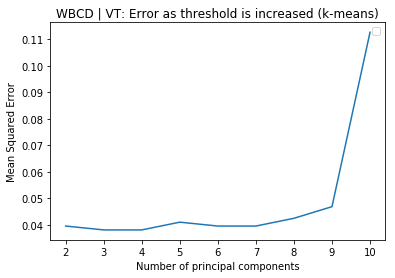 WBCD | VT: Error as threshold is increased (k-means)
0.11
0.10
0.09
0.08
0.07
0.06
0.05
0.04
Mean Squared Error
2 3 4 5 6 7 8 9 10
Number of principal components